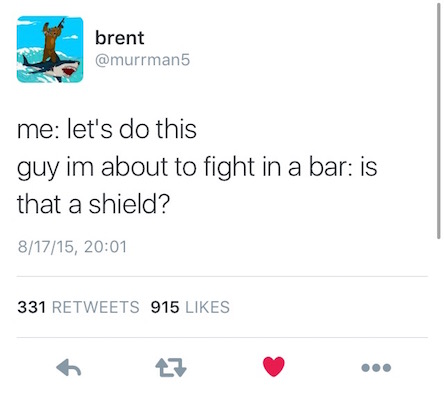 brent
@murrman5
me: let's do this
guy im about to fight in a bar: is
that a shield?
8/17/15, 20:01
331 RETWEETS 915 LIKES